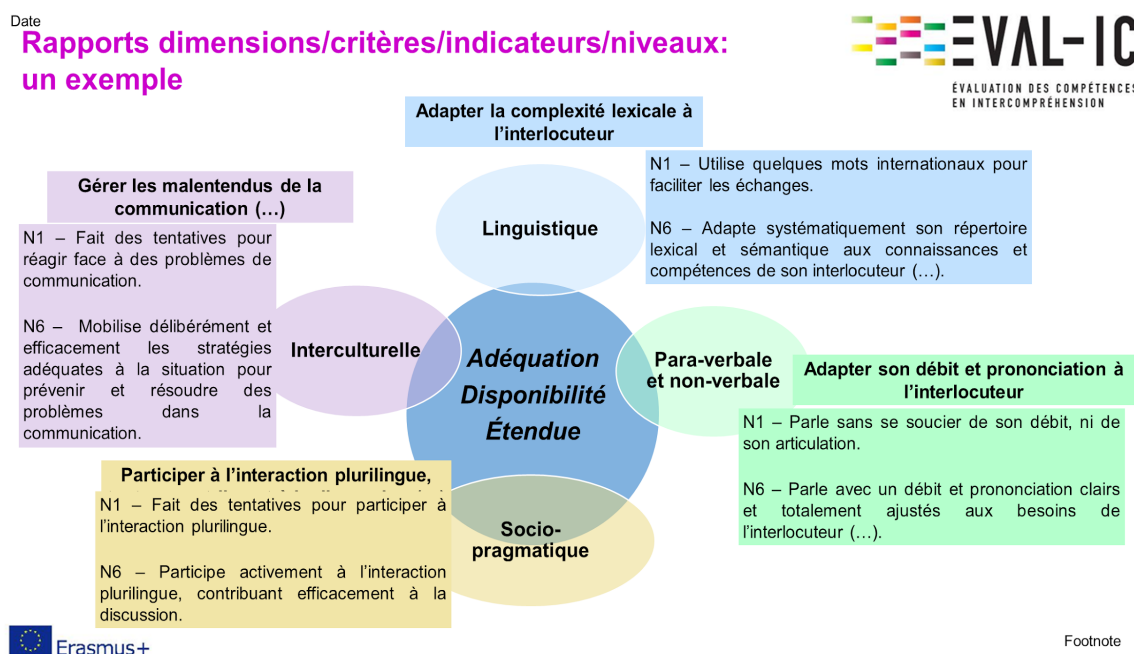 Date
Rapports dimensions/critères/indicateurs/niveaux:
un exemple
EVAL-IC
ÉVALUATION DES COMPÉTENCES
EN INTERCOMPRÉHENSION
Adapter la complexité lexicale à
l’interlocuteur
N1 – Utilise quelques mots internationaux pour
faciliter les échanges.
N6 – Adapte systématiquement son répertoire
lexical et sémantique aux connaissances et
compétences de son interlocuteur (…).
Gérer les malentendus de la
communication (…)
N1 – Fait des tentatives pour
réagir face à des problèmes de
communication.
N6 – Mobilise délibérément et
efficacement les stratégies
adéquates à la situation pour
prévenir et résoudre des
problèmes dans la
communication.
Linguistique
Interculturelle
Adéquation
Disponibilité
Étendue
Para-verbale
et non-verbale
Adapter son débit et prononciation à
l’interlocuteur
N1 – Parle sans se soucier de son débit, ni de
son articulation.
N6 – Parle avec un débit et prononciation clairs
et totalement ajustés aux besoins de
l’interlocuteur (…).
Participer à l’interaction plurilingue,
N1 – Fait des tentatives pour participer à
l’interaction plurilingue.
N6 – Participe activement à l’interaction
plurilingue, contribuant efficacement à la
discussion.
Socio-
pragmatique
Erasmus+
Footnote